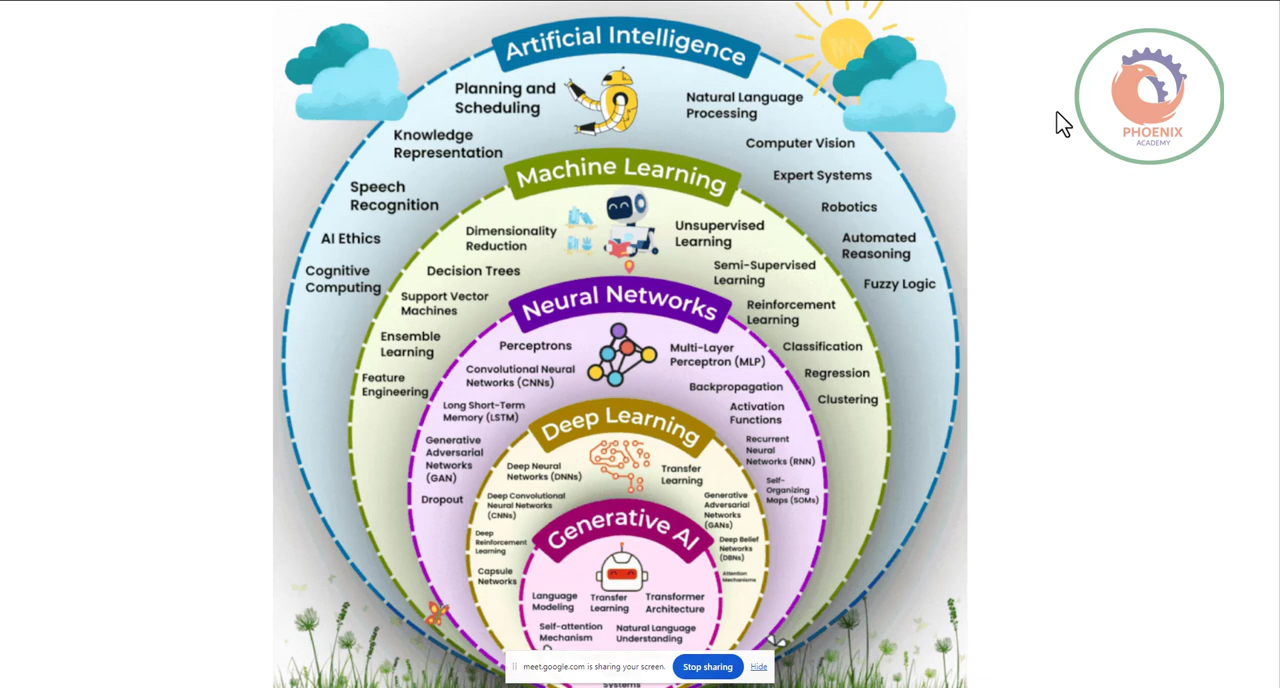 Artificial Intelligence
Planning and
Scheduling
Natural Language
Processing
Knowledge
Representation
Computer Vision
Expert Systems
Speech
Recognition
Robotics
AI Ethics
Automated
Reasoning
Cognitive
Computing
Fuzzy Logic
Machine Learning
Dimensionality
Reduction
Unsupervised
Learning
Decision Trees
Semi-Supervised
Learning
Support Vector
Machines
Reinforcement
Learning
Ensemble
Learning
Classification
Feature
Engineering
Regression
Clustering
Neural Networks
Perceptrons
Multi-Layer
Perceptron (MLP)
Convolutional Neural
Networks (CNNs)
Backpropagation
Long Short-Term
Memory (LSTM)
Activation
Functions
Generative
Adversarial
Networks
(GAN)
Recurrent
Neural
Networks (RNN)
Dropout
Self-
Organizing
Maps (SOMs)
Deep Learning
Deep Neural
Networks (DNNs)
Transfer
Learning
Deep Convolutional
Neural Networks
(CNNs)
Generative
Adversarial
Networks
(GANs)
Deep
Reinforcement
Learning
Deep Belief
Networks
(DBNs)
Capsule
Networks
Attention
Mechanisms
Generative AI
Language
Modeling
Transfer
Learning
Transformer
Architecture
Self-attention
Mechanism
Natural Language
Understanding
Systems
PHOENIX
ACADEMY
meet.google.com is sharing your screen.
Stop sharing
Hide